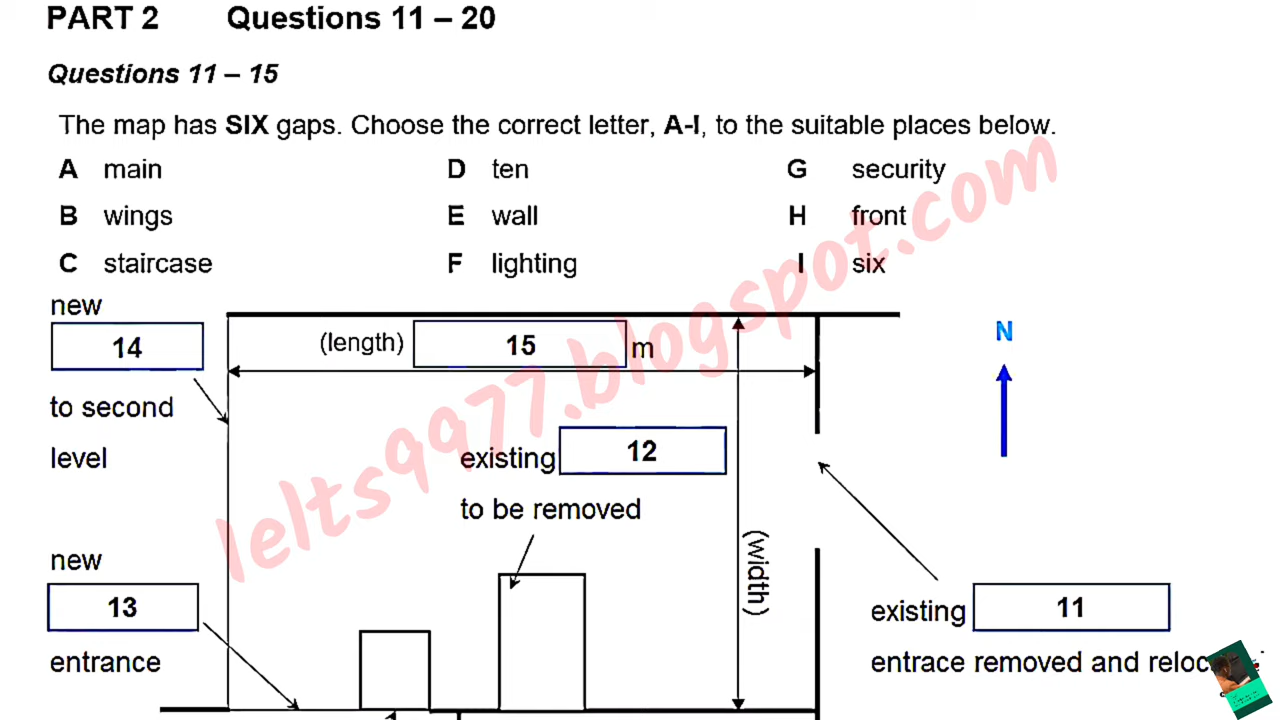 PART 2 Questions 11 – 20
Questions 11 – 15
The map has SIX gaps. Choose the correct letter, A-I, to the suitable places below.
A main D ten G security
B wings E wall H front
C staircase F lighting I six
new
14
to second
level
(length) 15 m
N
existing 12
to be removed
(width)
new
13
entrance
existing 11
entrace removed and
Ielts9977.blogspot.com